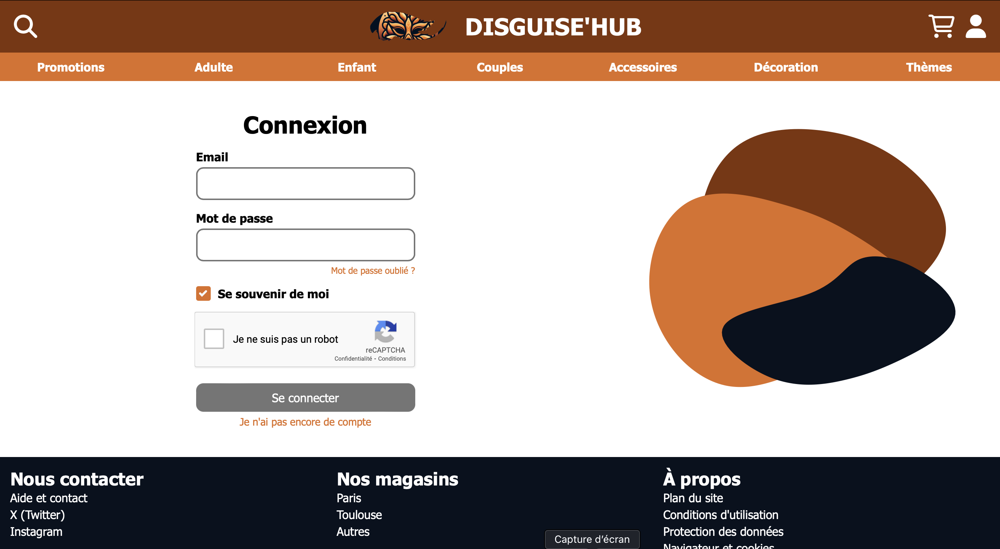 DISGUISE'HUB
Promotions Adulte Enfant Couples Accessoires Décoration Thèmes
Connexion
Email
Mot de passe
Mot de passe oublié ?
Se souvenir de moi
Je ne suis pas un robot
reCAPTCHA
Confidentialité - Conditions
Se connecter
Je n'ai pas encore de compte
Nous contacter
Aide et contact
X (Twitter)
Instagram
Nos magasins
Paris
Toulouse
Autres
À propos
Plan du site
Conditions d'utilisation
Protection des données
Navigateur et cookies
Capture d’écran